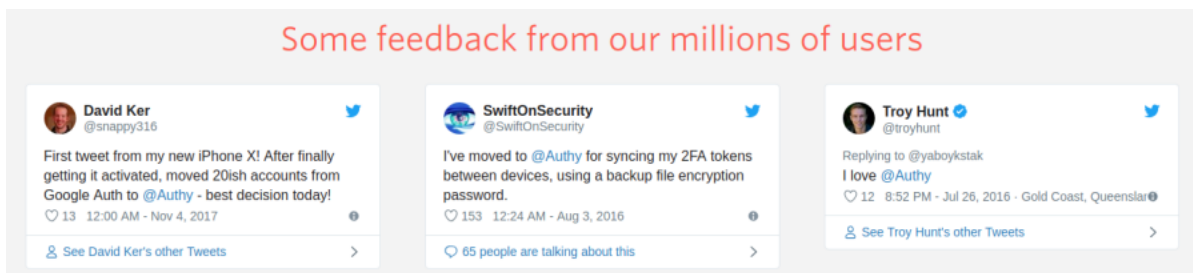 Some feedback from our millions of users
David Ker
@snappy316
First tweet from my new iPhone X! After finally
getting it activated, moved 20ish accounts from
Google Auth to @Authy - best decision today!
13 12:00 AM - Nov 4, 2017
See David Ker's other Tweets
SwiftOnSecurity
@SwiftOnSecurity
I've moved to @Authy for syncing my 2FA tokens
between devices, using a backup file encryption
password.
153 12:24 AM - Aug 3, 2016
65 people are talking about this
Troy Hunt
@troyhunt
Replying to @yaboykstak
I love @Authy
12 8:52 PM - Jul 26, 2016 · Gold Coast, Queenslar
See Troy Hunt's other Tweets